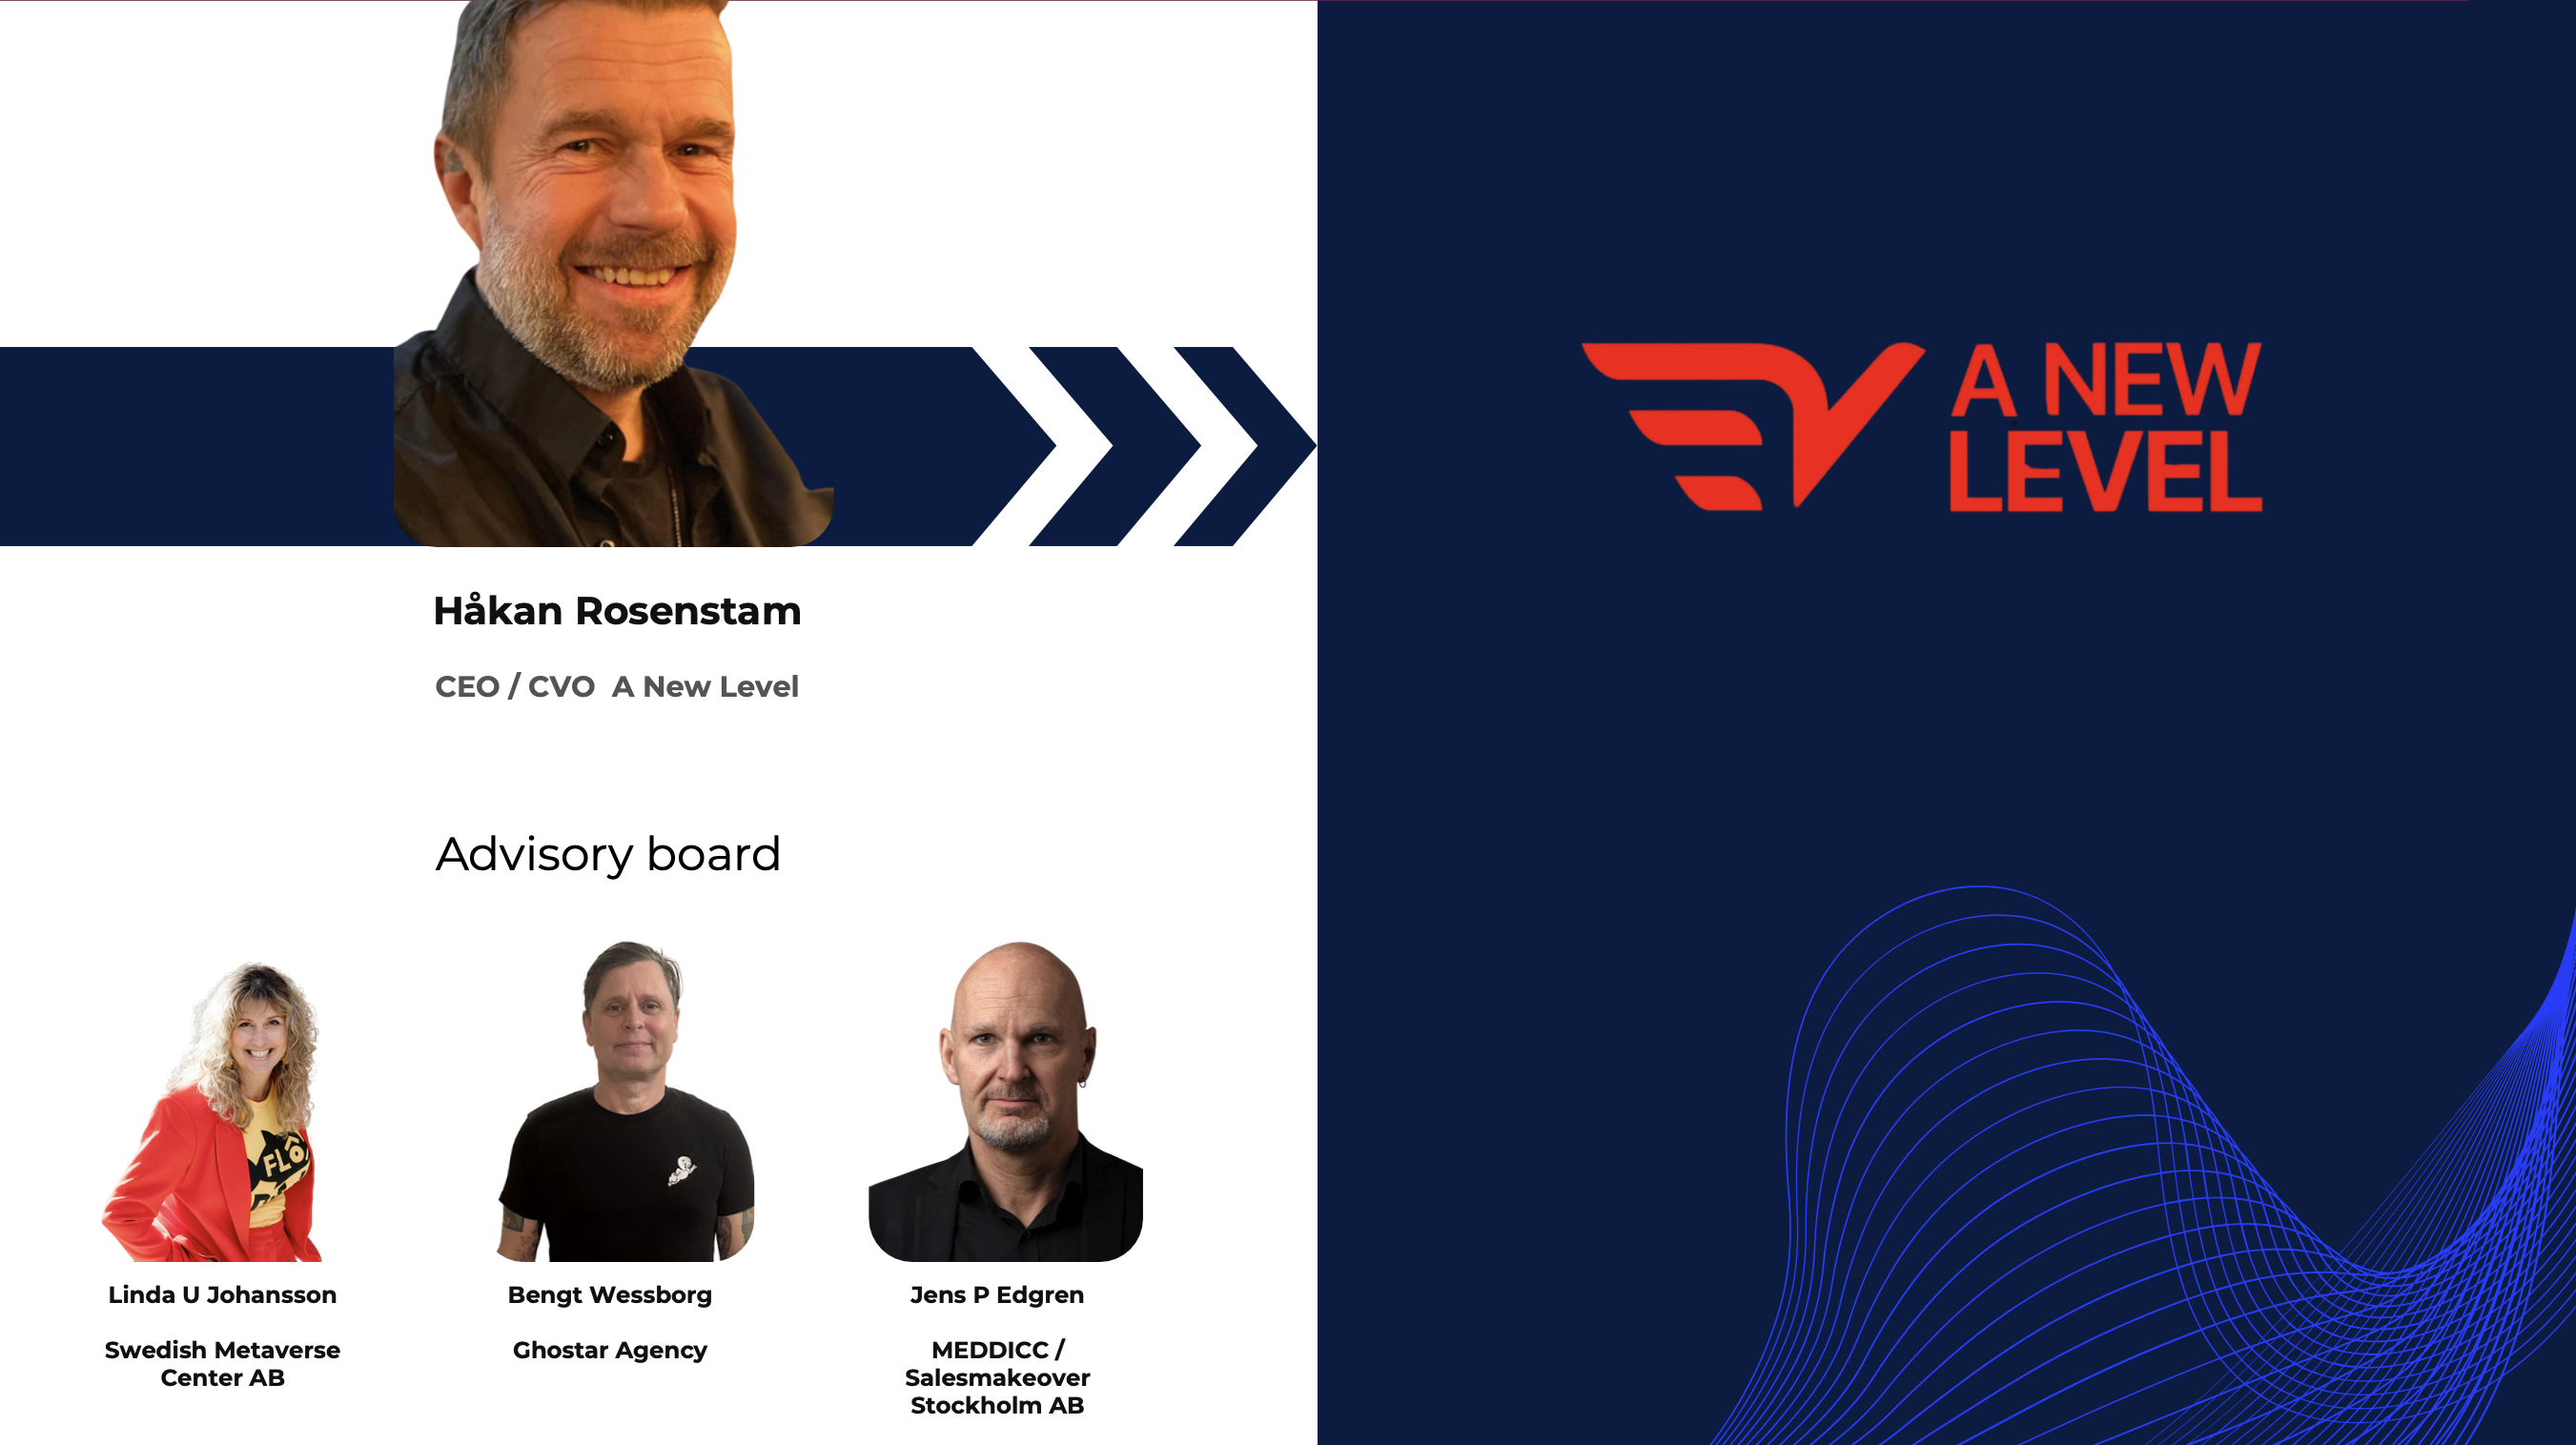 Håkan Rosenstam
CEO / CVO  A New Level
Advisory board
Linda U Johansson
Swedish Metaverse
Center AB
Bengt Wessborg
Ghostar Agency
Jens P Edgren
MEDDICC /
Salesmakeover
Stockholm AB
A NEW
LEVEL